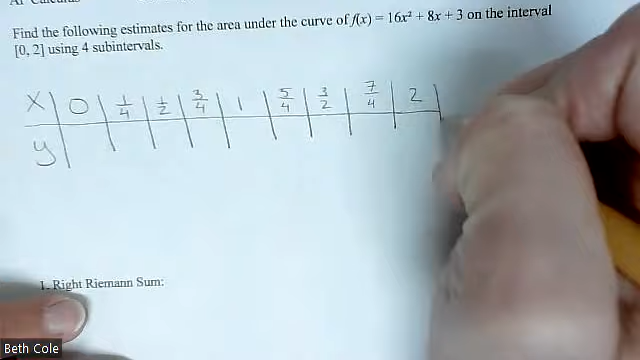 Find the following estimates for the area under the curve of f(x) = 16x² + 8x + 3 on the interval
[0, 2] using 4 subintervals.
X 0 1/4 1/2 3/4 1 5/4 3/2 7/4 2
y
1. Right Riemann Sum:
Beth Cole